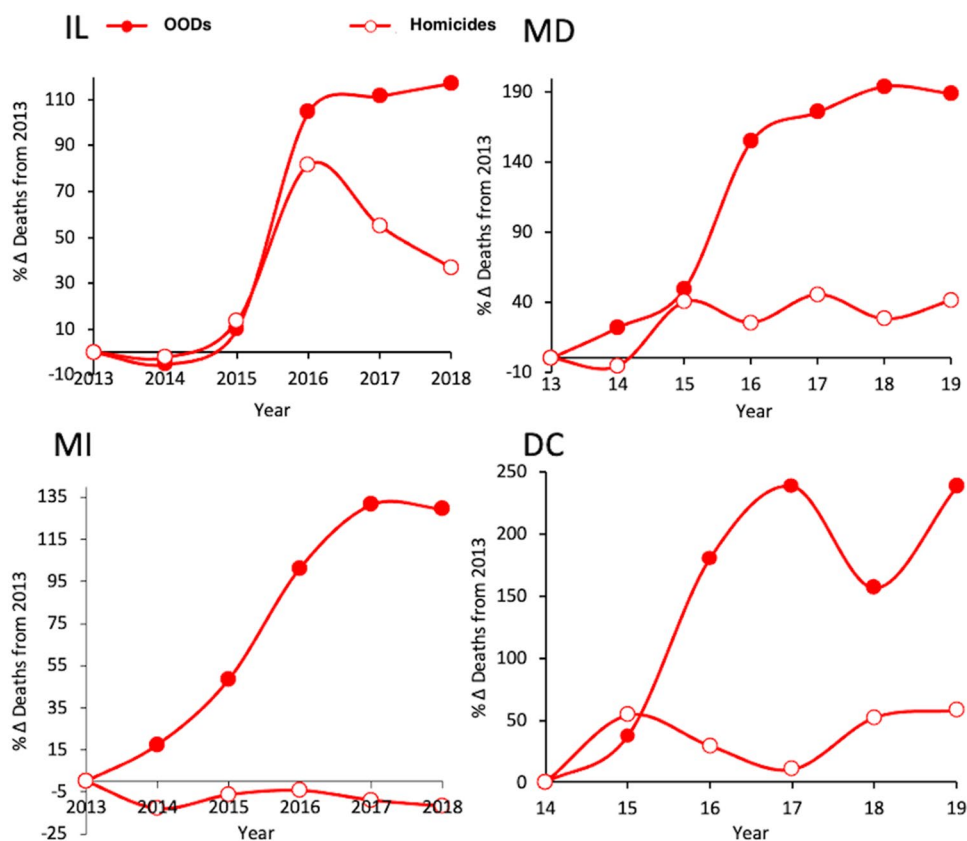 IL OODs Homicides
% Δ Deaths from 2013
110
90
70
50
30
10
-10
2013 2014 2015 2016 2017 2018
Year
MD
% Δ Deaths from 2013
190
140
90
40
-10
13 14 15 16 17 18 19
Year
MI
% Δ Deaths from 2013
135
115
95
75
55
35
15
-5
-25
2013 2014 2015 2016 2017 2018
Year
DC
% Δ Deaths from 2013
250
200
150
100
50
0
14 15 16 17 18 19
Year